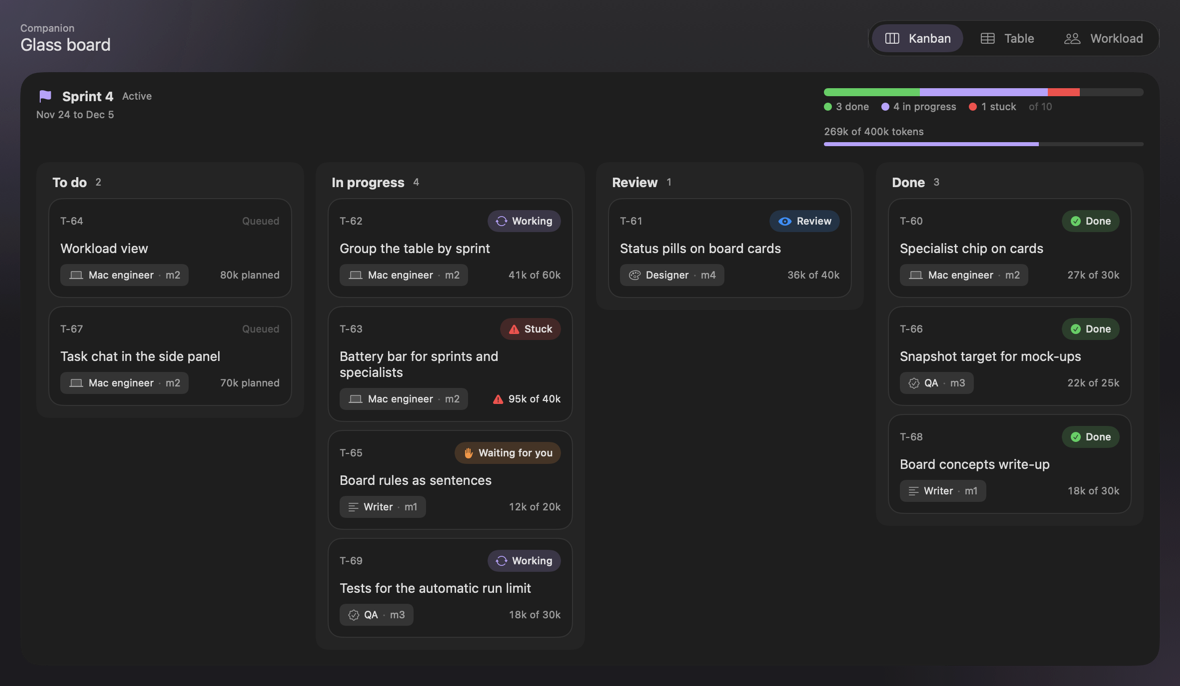 Companion
Glass board
Kanban
Table
Workload
Sprint 4 Active
Nov 24 to Dec 5
3 done 4 in progress 1 stuck of 10
269k of 400k tokens
To do 2
T-64 Queued
Workload view
Mac engineer · m2 80k planned
T-67 Queued
Task chat in the side panel
Mac engineer · m2 70k planned
In progress 4
T-62 Working
Group the table by sprint
Mac engineer · m2 41k of 60k
T-63 Stuck
Battery bar for sprints and
specialists
Mac engineer · m2 95k of 40k
T-65 Waiting for you
Board rules as sentences
Writer · m1 12k of 20k
T-69 Working
Tests for the automatic run limit
QA · m3 18k of 30k
Review 1
T-61 Review
Status pills on board cards
Designer · m4 36k of 40k
Done 3
T-60 Done
Specialist chip on cards
Mac engineer · m2 27k of 30k
T-66 Done
Snapshot target for mock-ups
QA · m3 22k of 25k
T-68 Done
Board concepts write-up
Writer · m1 18k of 30k